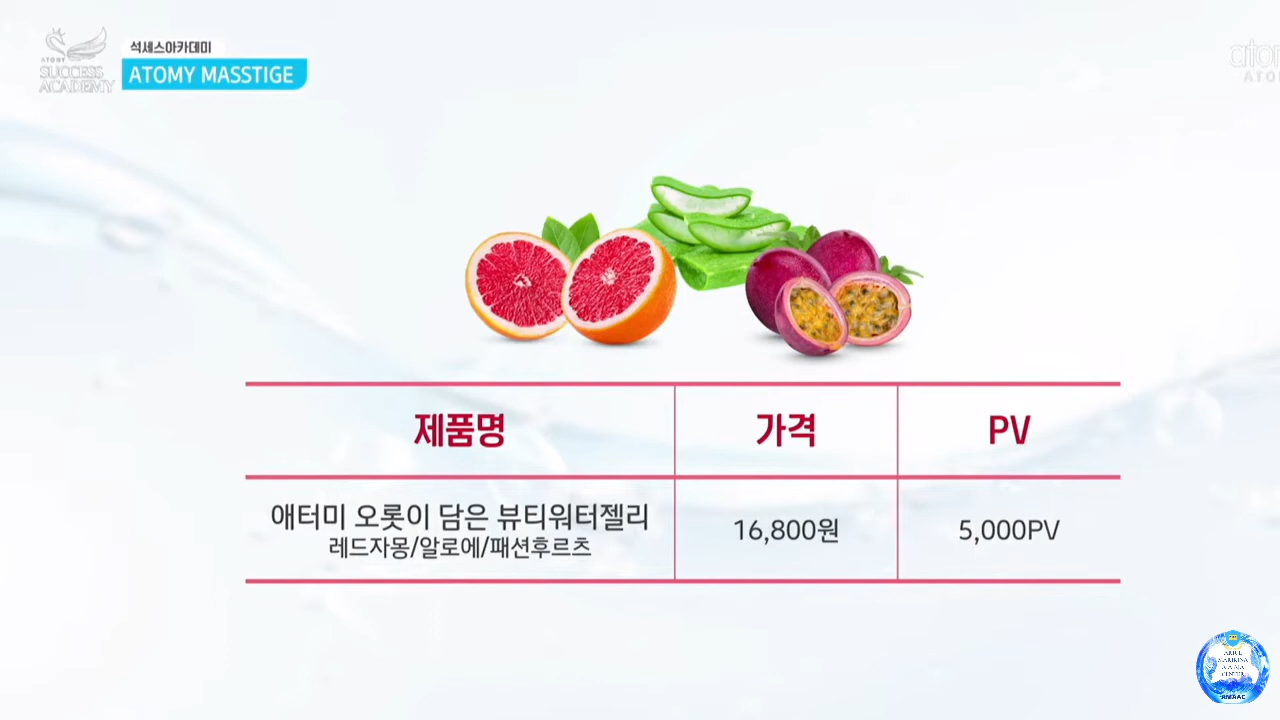 석세스아카데미
ATOMY
SUCCESS
ACADEMY
ATOMY MASSTIGE
제품명 가격 PV
애터미 오롯이 담은 뷰티워터젤리
레드자몽/알로에/패션후르츠
16,800원 5,000PV